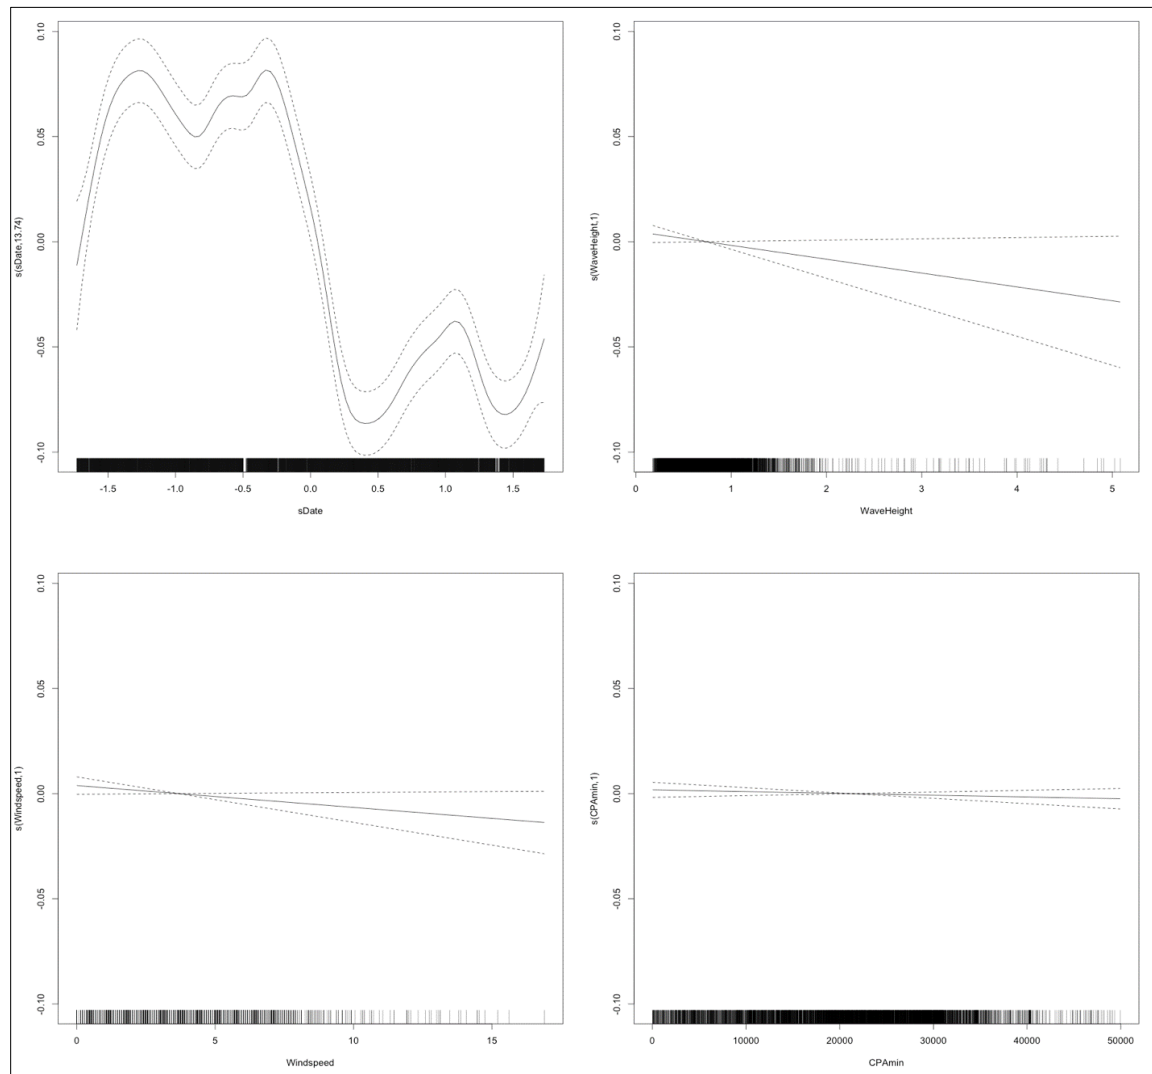 0.10
0.05
0.00
-0.05
-0.10
s(sDate,13.74)
-1.5 -1.0 -0.5 0.0 0.5 1.0 1.5
sDate
0.10
0.05
0.00
-0.05
-0.10
s(WaveHeight,1)
0 1 2 3 4 5
WaveHeight
0.10
0.05
0.00
-0.05
-0.10
s(Windspeed,1)
0 5 10 15
Windspeed
0.10
0.05
0.00
-0.05
-0.10
s(CPAmin,1)
0 10000 20000 30000 40000 50000
CPAmin